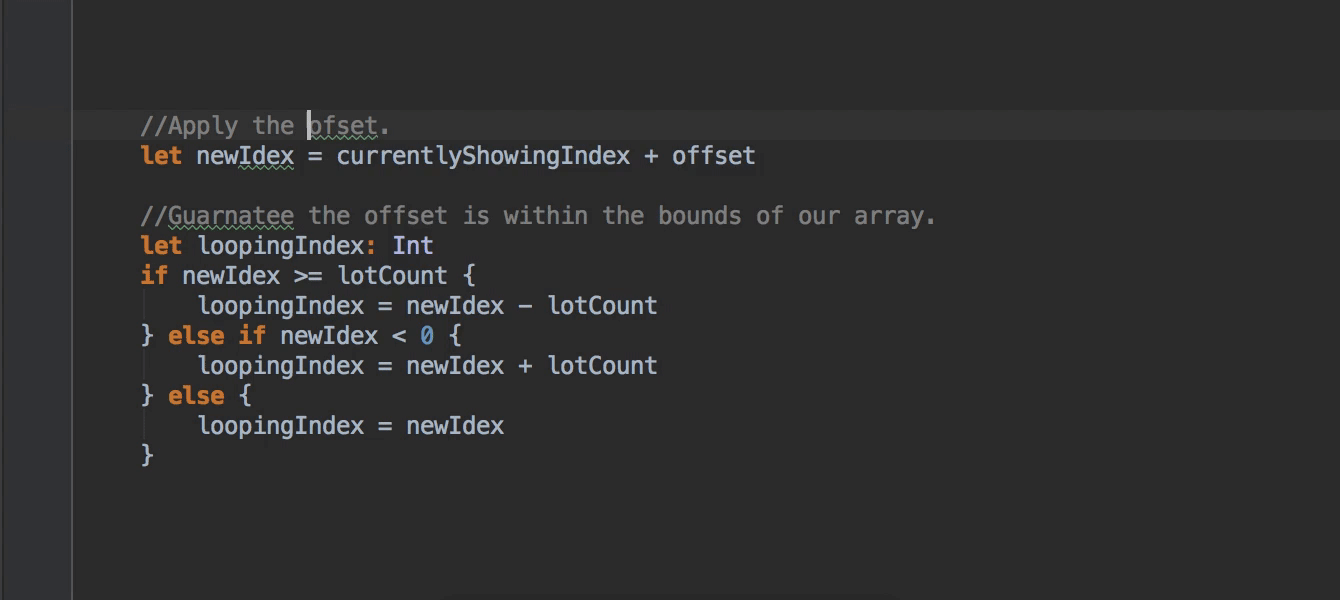 //Apply the ofset.
let newIdex = currentlyShowingIndex + offset
//Guarnatee the offset is within the bounds of our array.
let loopingIndex: Int
if newIdex >= lotCount {
    loopingIndex = newIdex − lotCount
} else if newIdex < 0 {
    loopingIndex = newIdex + lotCount
} else {
    loopingIndex = newIdex
}